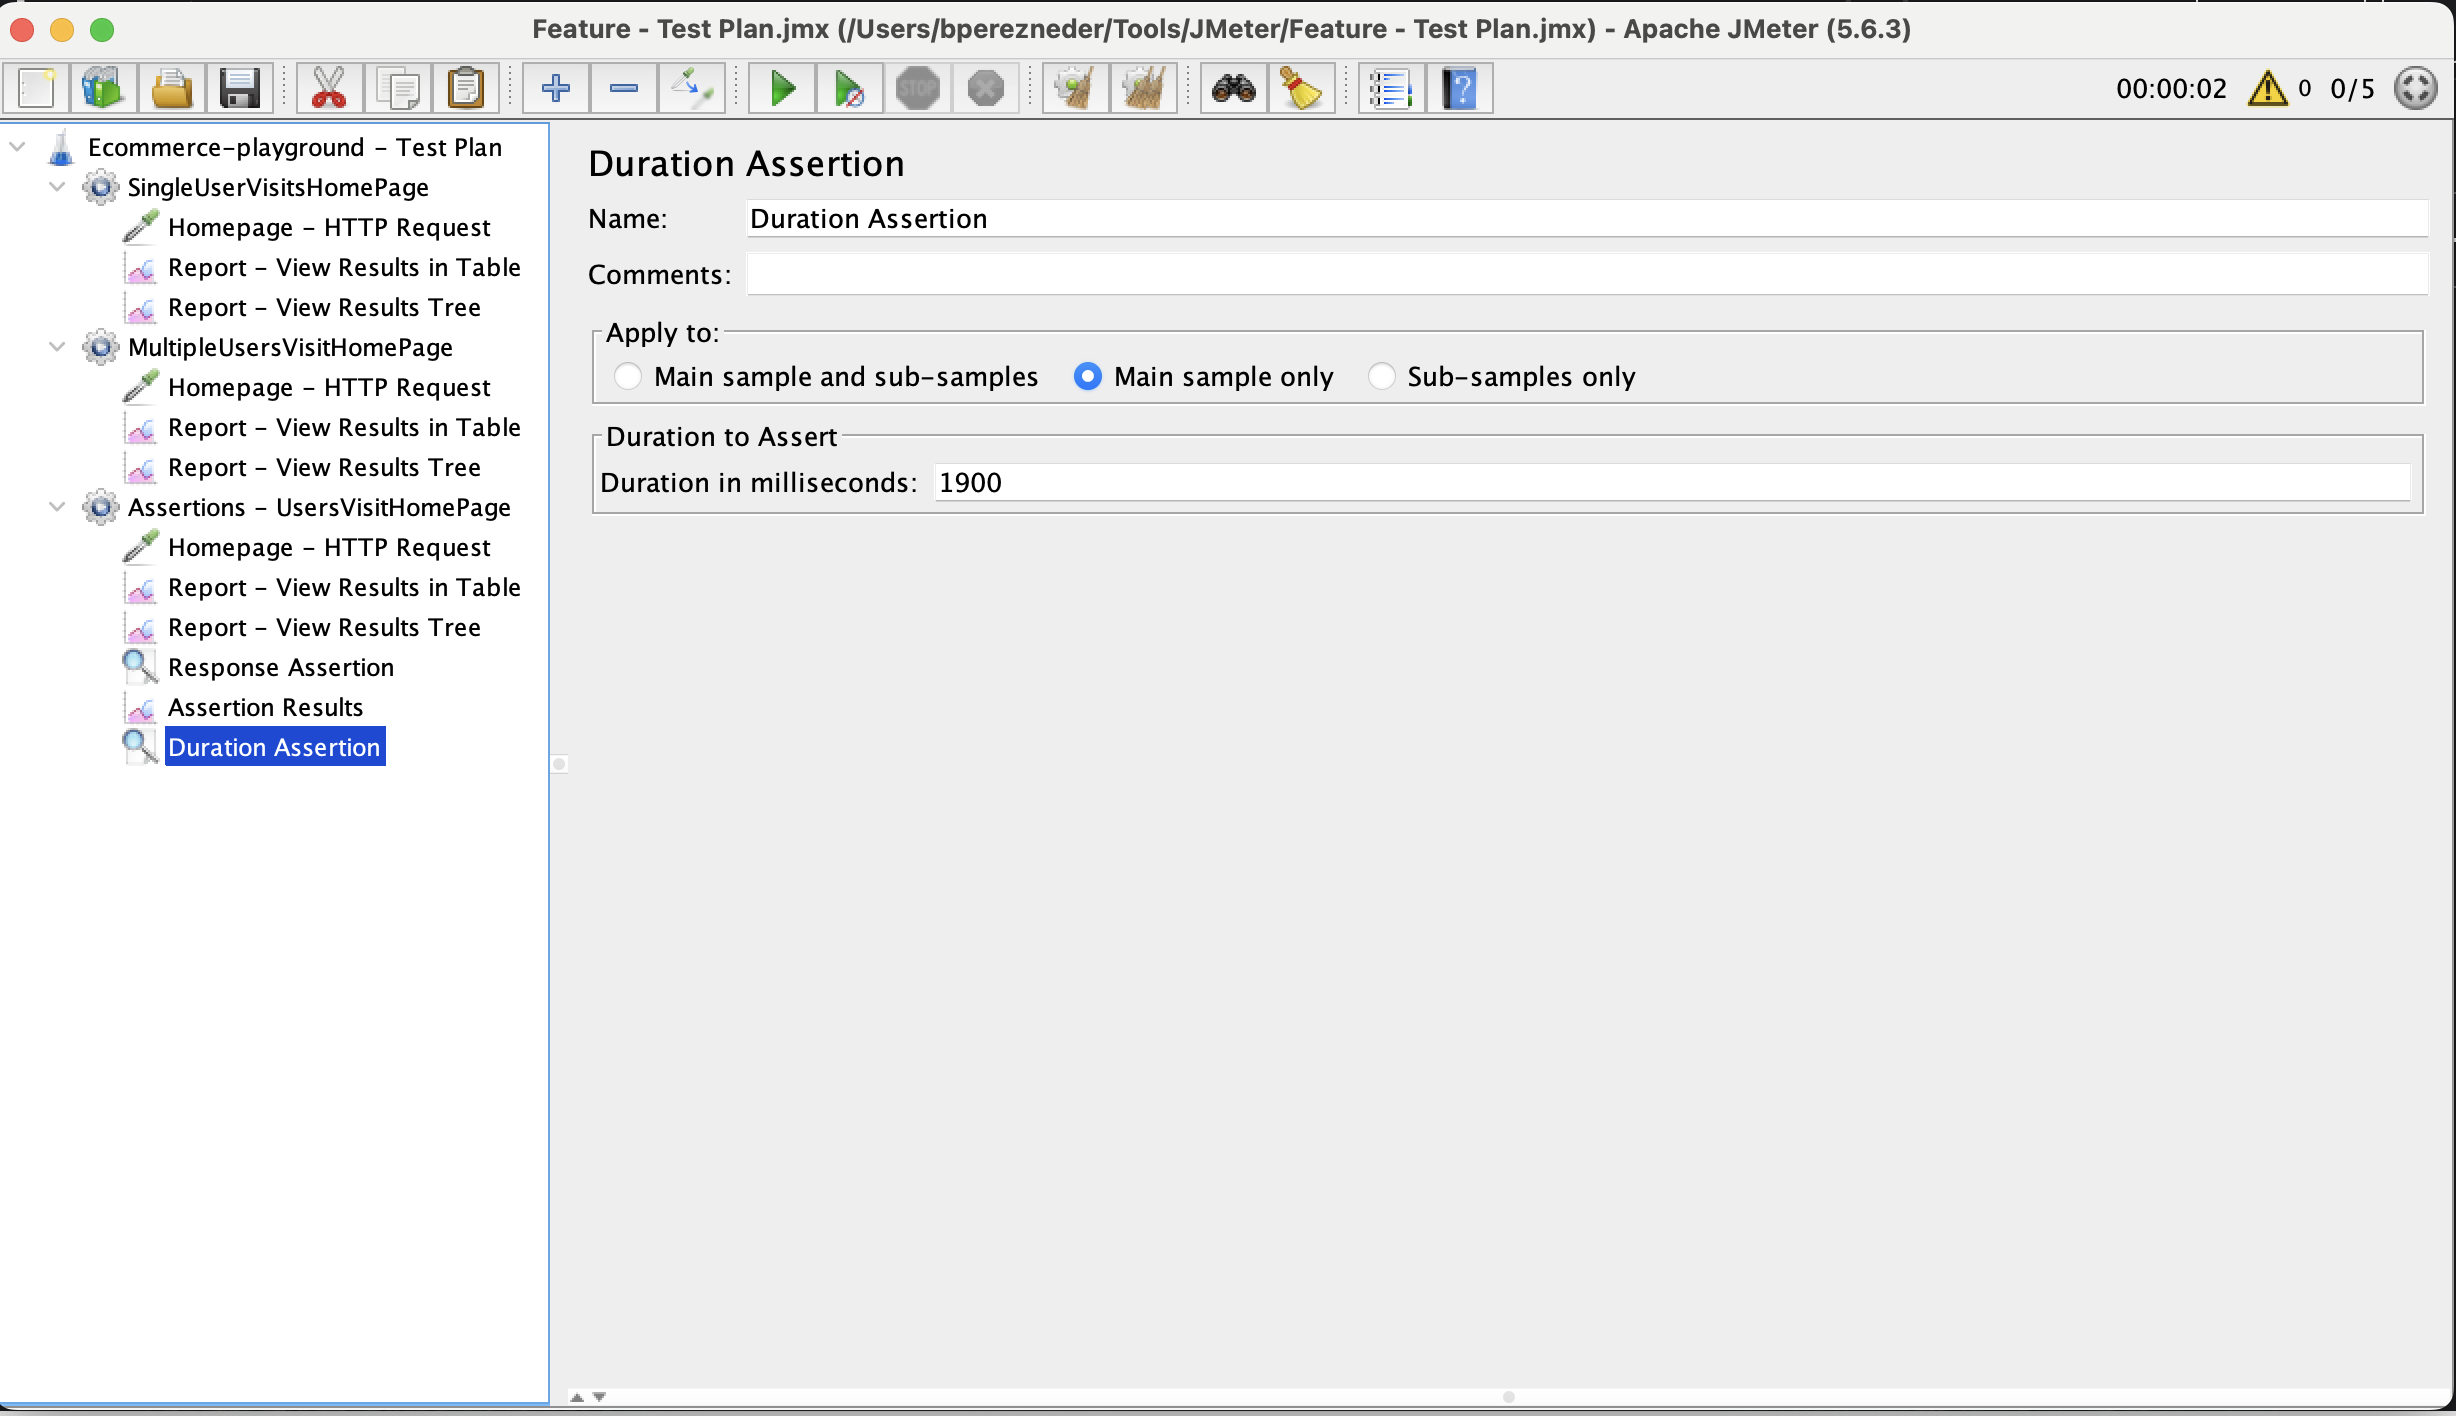 Feature - Test Plan.jmx (/Users/bperezneder/Tools/JMeter/Feature - Test Plan.jmx) - Apache JMeter (5.6.3)
STOP
?
00:00:02 0 0/5
Ecommerce-playground - Test Plan
SingleUserVisitsHomePage
Homepage - HTTP Request
Report - View Results in Table
Report - View Results Tree
MultipleUsersVisitHomePage
Homepage - HTTP Request
Report - View Results in Table
Report - View Results Tree
Assertions - UsersVisitHomePage
Homepage - HTTP Request
Report - View Results in Table
Report - View Results Tree
Response Assertion
Assertion Results
Duration Assertion
Duration Assertion
Name: Duration Assertion
Comments:
Apply to:
Main sample and sub-samples Main sample only Sub-samples only
Duration to Assert
Duration in milliseconds: 1900